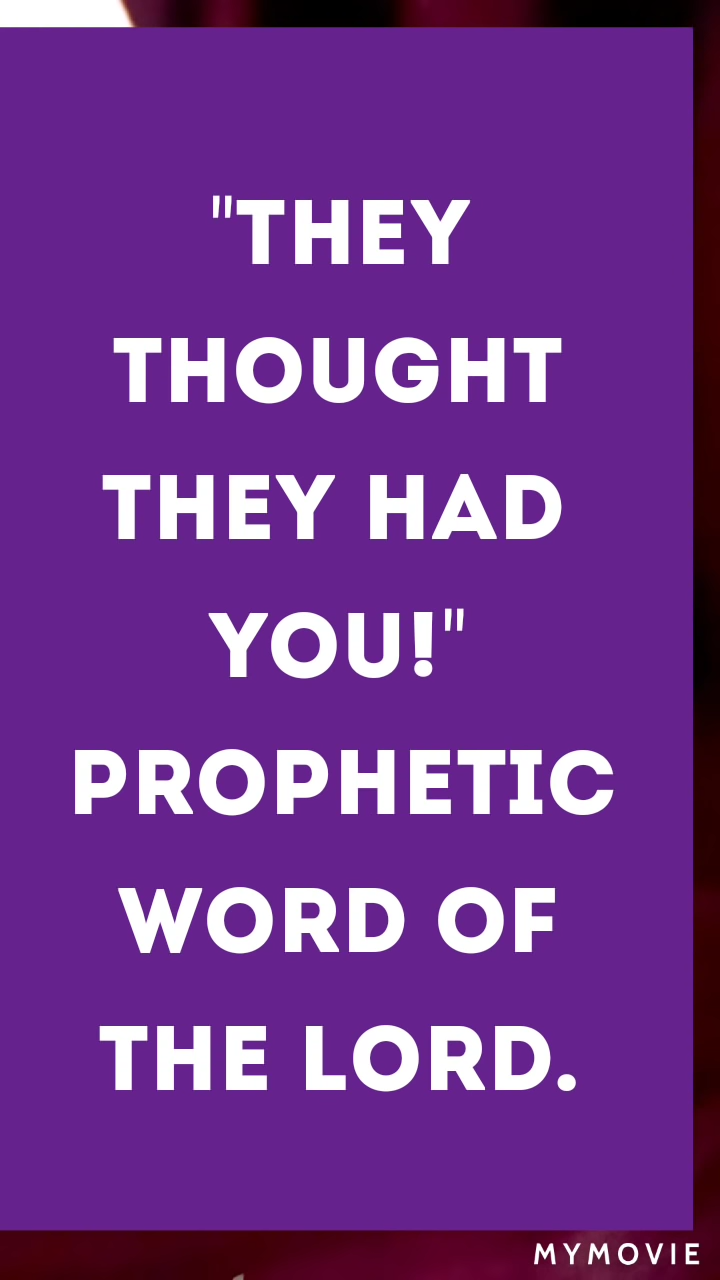 "THEY
THOUGHT
THEY HAD
YOU!"
PROPHETIC
WORD OF
THE LORD.
MYMOVIE